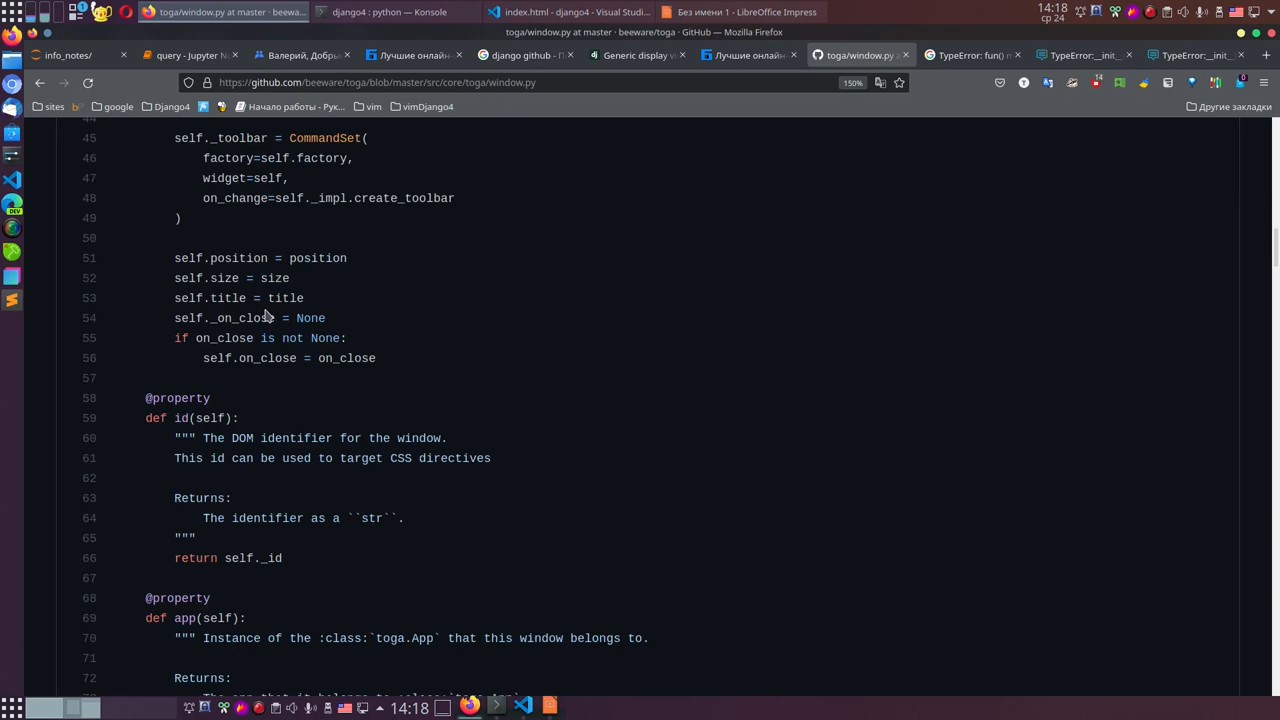 toga/window.py at master · beewa...
django4 : python — Konsole
index.html - django4 - Visual Studi...
Без имени 1 - LibreOffice Impress
14:18
ср 24
toga/window.py at master · beeware/toga · GitHub — Mozilla Firefox
info_notes/
query - Jupyter N
Валерий, Добры
Лучшие онлайн
django github - П
Generic display vi
Лучшие онлайн
toga/window.py a
TypeError: fun() m
TypeError:__init_
TypeError:__init_
https://github.com/beeware/toga/blob/master/src/core/toga/window.py
150%
14
0
sites
google
Django4
Начало работы - Рук...
vim
vimDjango4
Другие закладки
44
45 self._toolbar = CommandSet(
46 factory=self.factory,
47 widget=self,
48 on_change=self._impl.create_toolbar
49 )
50
51 self.position = position
52 self.size = size
53 self.title = title
54 self._on_close = None
55 if on_close is not None:
56 self.on_close = on_close
57
58 @property
59 def id(self):
60 """ The DOM identifier for the window.
61 This id can be used to target CSS directives
62
63 Returns:
64 The identifier as a ``str``.
65 """
66 return self._id
67
68 @property
69 def app(self):
70 """ Instance of the :class:`toga.App` that this window belongs to.
71
72 Returns:
DEV
14:18